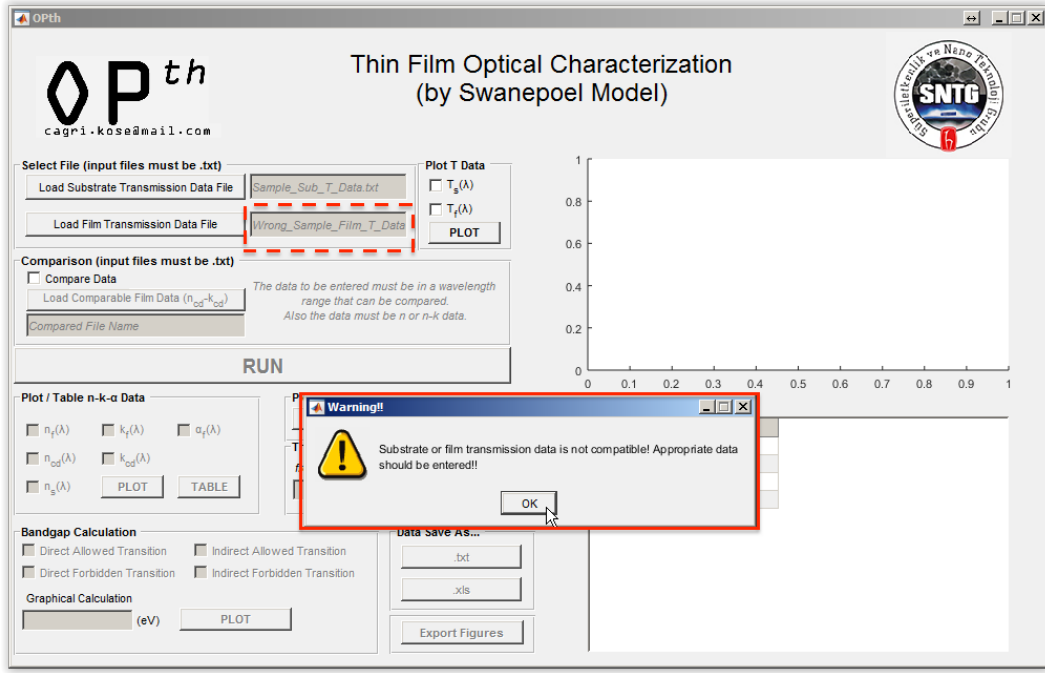 OPth
OP th
cagri.kose@mail.com
Thin Film Optical Characterization
(by Swanepoel Model)
Süperiletkenlik ve Nano Teknoloji Grubu
SNTG
Select File (input files must be .txt)
Load Substrate Transmission Data File
Sample_Sub_T_Data.txt
Load Film Transmission Data File
Wrong_Sample_Film_T_Data
Plot T Data
Ts(λ)
Tf(λ)
PLOT
Comparison (input files must be .txt)
Compare Data
Load Comparable Film Data (ncd-kcd)
Compared File Name
The data to be entered must be in a wavelength
range that can be compared.
Also the data must be n or n-k data.
RUN
1
0.8
0.6
0.4
0.2
0
0 0.1 0.2 0.3 0.4 0.5 0.6 0.7 0.8 0.9 1
Plot / Table n-k-α Data
nf(λ) kf(λ) αf(λ)
ncd(λ) kcd(λ)
ns(λ) PLOT TABLE
P
T
Warning!!
Substrate or film transmission data is not compatible! Appropriate data
should be entered!!
OK
Bandgap Calculation
Direct Allowed Transition Indirect Allowed Transition
Direct Forbidden Transition Indirect Forbidden Transition
Graphical Calculation
(eV) PLOT
Data Save As...
.txt
.xls
Export Figures